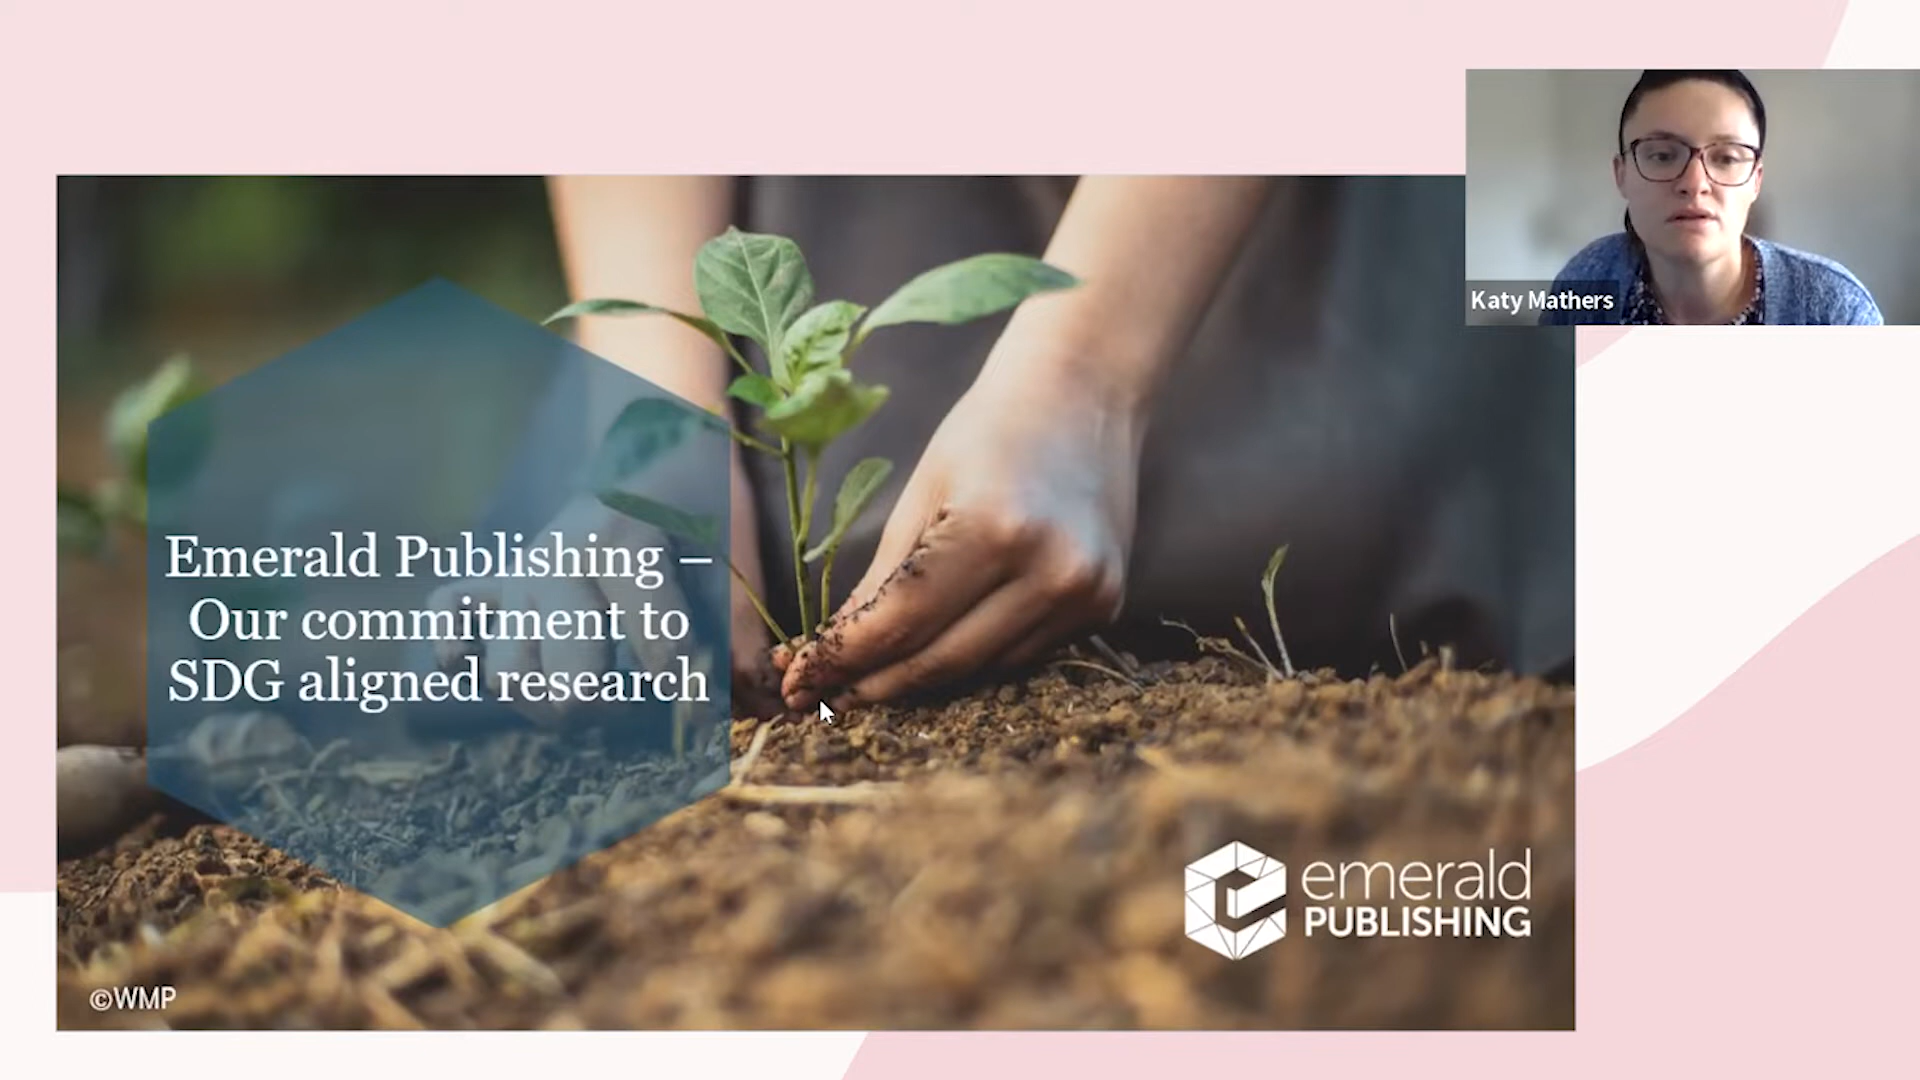 Katy Mathers
Emerald Publishing –
Our commitment to
SDG aligned research
emerald
PUBLISHING
©WMP